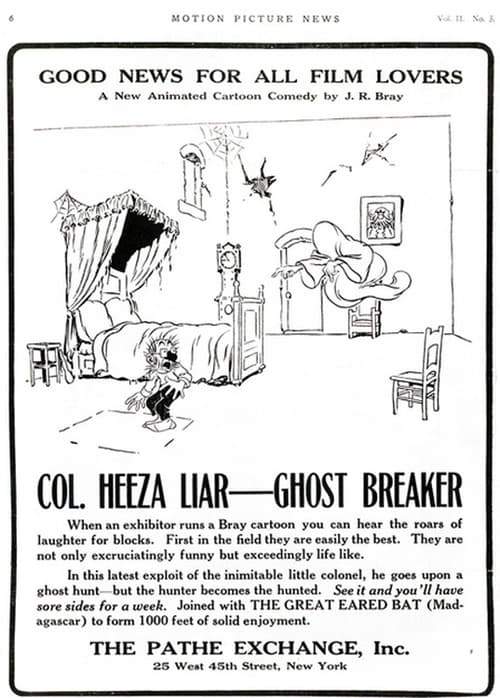 6 MOTION PICTURE NEWS Vol. 11. No. 3.
GOOD NEWS FOR ALL FILM LOVERS
A New Animated Cartoon Comedy by J. R. Bray
COL. HEEZA LIAR—GHOST BREAKER
When an exhibitor runs a Bray cartoon you can hear the roars of
laughter for blocks. First in the field they are easily the best. They are
not only excruciatingly funny but exceedingly life like.
In this latest exploit of the inimitable little colonel, he goes upon a
ghost hunt—but the hunter becomes the hunted. See it and you'll have
sore sides for a week. Joined with THE GREAT EARED BAT (Mad-
agascar) to form 1000 feet of solid enjoyment.
THE PATHE EXCHANGE, Inc.
25 West 45th Street, New York